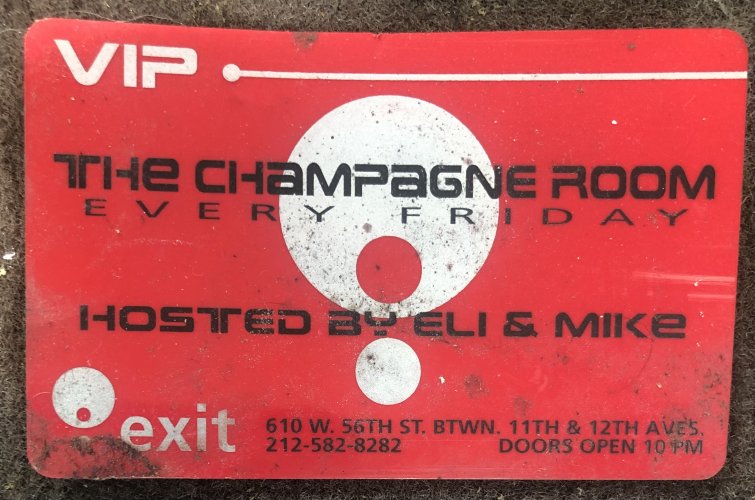 VIP
THE CHAMPAGNE ROOM
EVERY FRIDAY
HOSTED BY ELI & MIKE
exit
610 W. 56TH ST. BTWN. 11TH & 12TH AVES.
212-582-8282 DOORS OPEN 10 PM